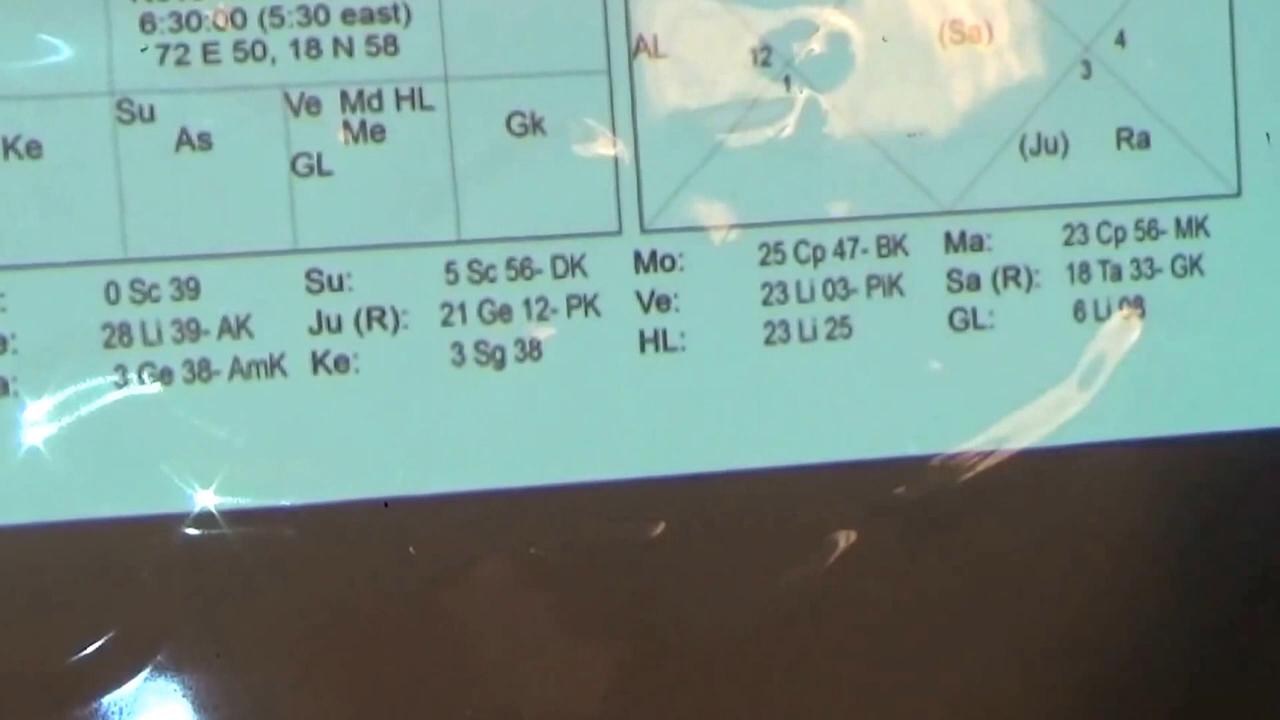 6:30:00 (5:30 east)
72 E 50, 18 N 58
Ke
Su
As
Ve Md HL
Me
GL
Gk
AL
12
1
(Sa)
4
3
(Ju) Ra
0 Sc 39 Su: 5 Sc 56- DK Mo: 25 Cp 47- BK Ma: 23 Cp 56- MK
28 Li 39- AK Ju (R): 21 Ge 12- PK Ve: 23 Li 03- PiK Sa (R): 18 Ta 33- GK
3 Ge 38- AmK Ke: 3 Sg 38 HL: 23 Li 25 GL: 6 Li 08